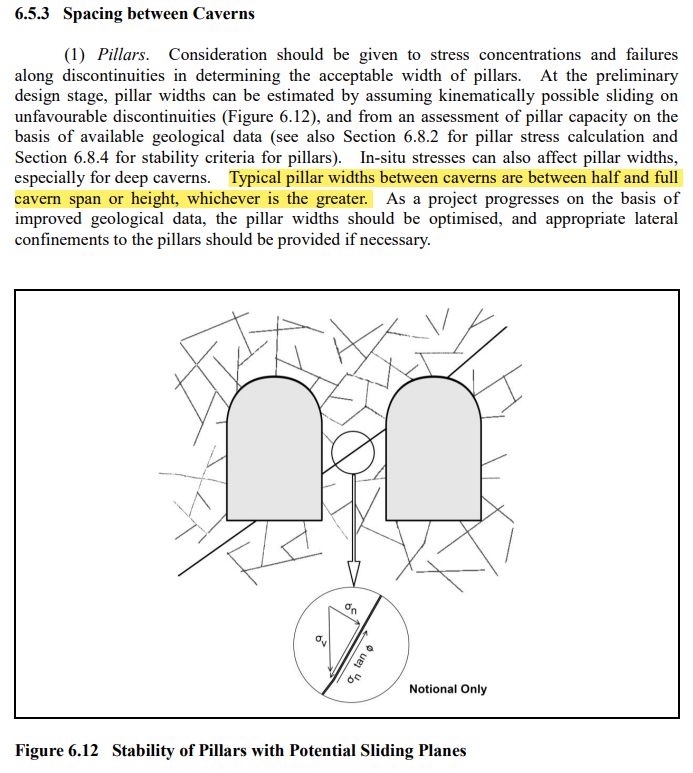 6.5.3 Spacing between Caverns
(1) Pillars. Consideration should be given to stress concentrations and failures
along discontinuities in determining the acceptable width of pillars. At the preliminary
design stage, pillar widths can be estimated by assuming kinematically possible sliding on
unfavourable discontinuities (Figure 6.12), and from an assessment of pillar capacity on the
basis of available geological data (see also Section 6.8.2 for pillar stress calculation and
Section 6.8.4 for stability criteria for pillars). In-situ stresses can also affect pillar widths,
especially for deep caverns. Typical pillar widths between caverns are between half and full
cavern span or height, whichever is the greater. As a project progresses on the basis of
improved geological data, the pillar widths should be optimised, and appropriate lateral
confinements to the pillars should be provided if necessary.
σn
σv
σn tan ϕ
Notional Only
Figure 6.12 Stability of Pillars with Potential Sliding Planes